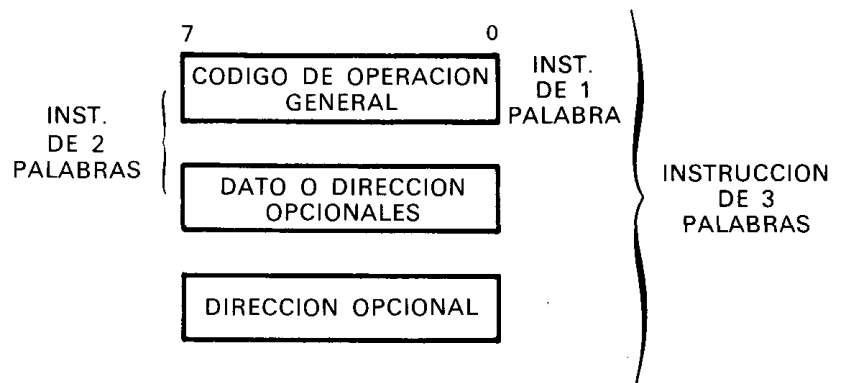 7 0
CODIGO DE OPERACION
GENERAL
INST.
DE 1
PALABRA
INST.
DE 2
PALABRAS
DATO O DIRECCION
OPCIONALES
INSTRUCCION
DE 3
PALABRAS
DIRECCION OPCIONAL